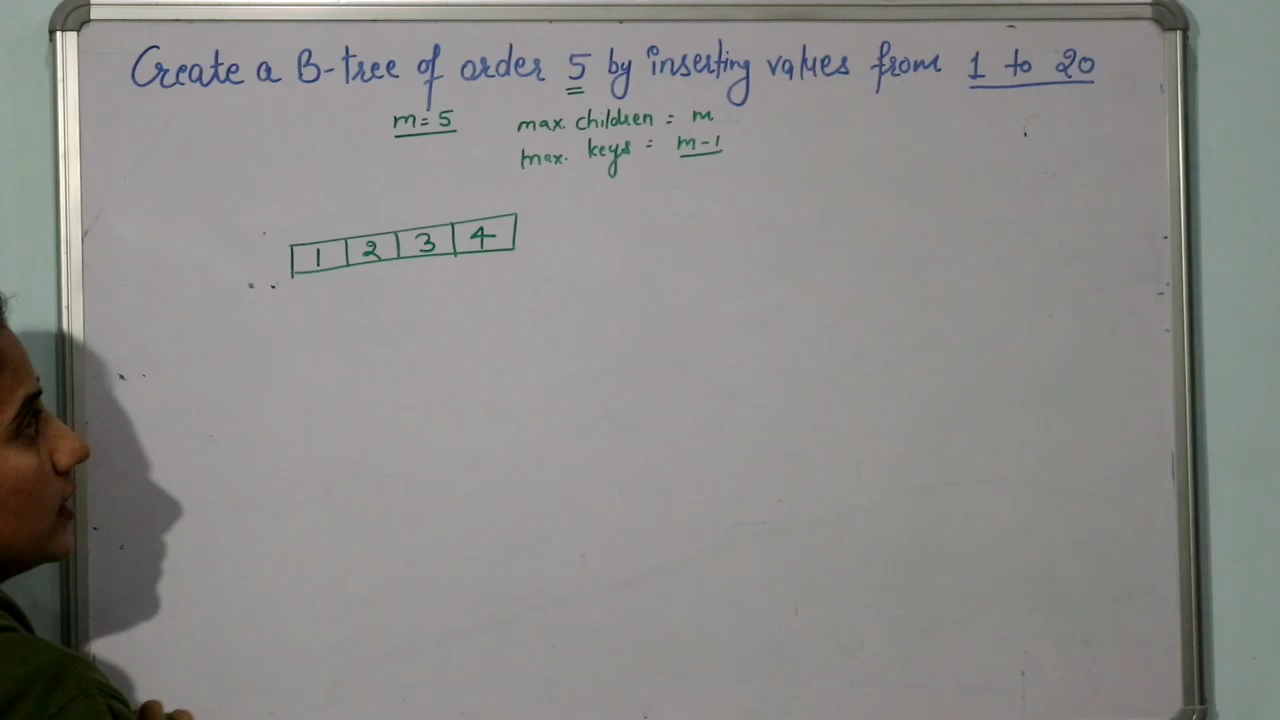 Create a B-tree of order 5 by inserting values from 1 to 20
m = 5 max. children = m
max. keys = m-1
1 2 3 4